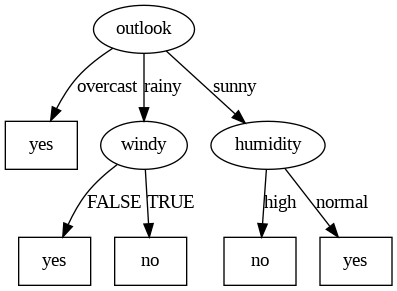 outlook
overcast rainy sunny
yes windy humidity
FALSE TRUE high normal
yes no no yes